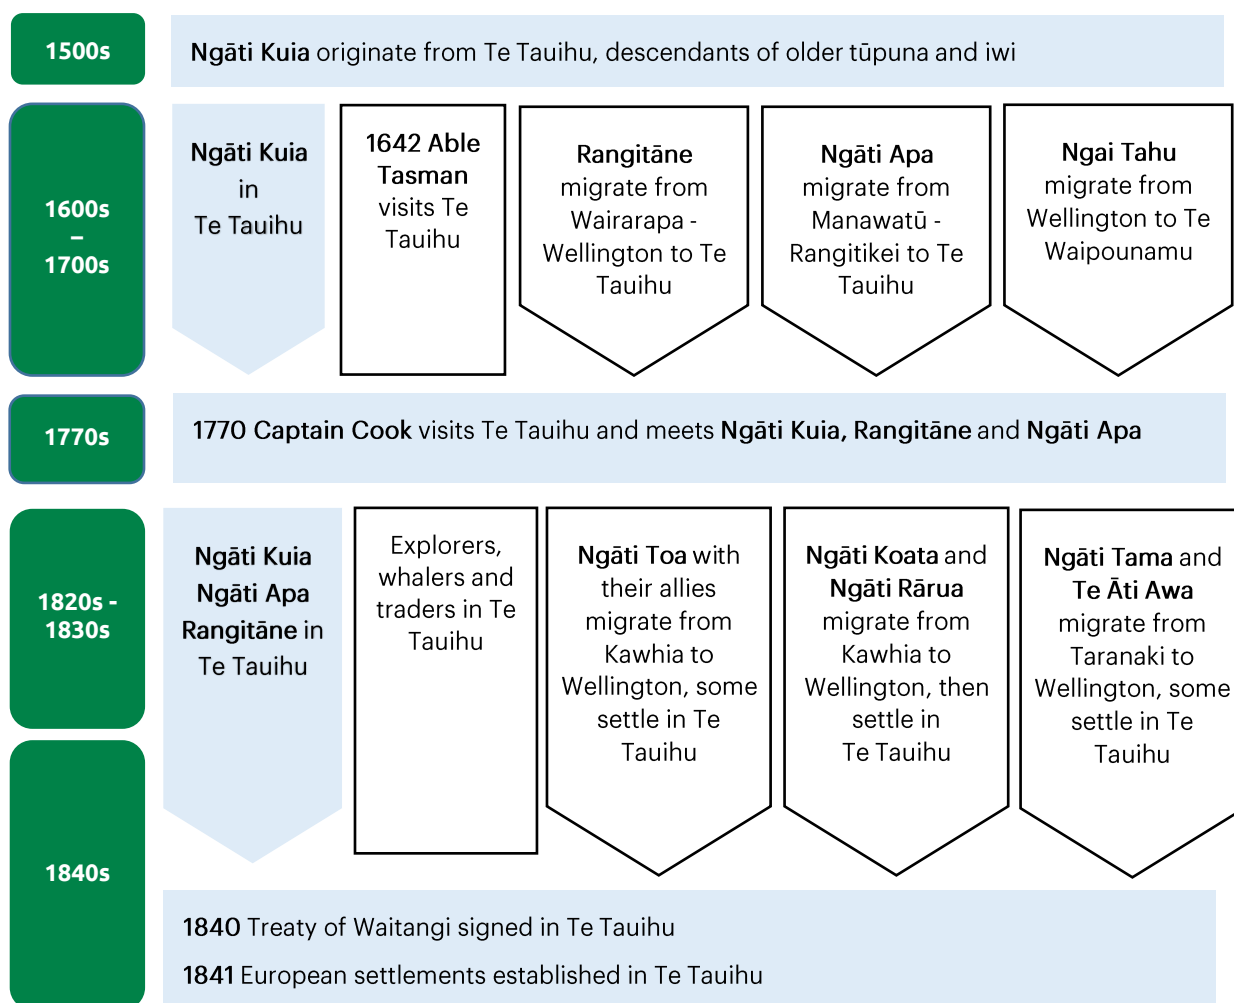 1500s
Ngāti Kuia originate from Te Tauihu, descendants of older tūpuna and iwi
1600s
–
1700s
Ngāti Kuia
in
Te Tauihu
1642 Able
Tasman
visits Te
Tauihu
Rangitāne
migrate from
Wairarapa -
Wellington to Te
Tauihu
Ngāti Apa
migrate from
Manawatū -
Rangitikei to Te
Tauihu
Ngai Tahu
migrate from
Wellington to Te
Waipounamu
1770s
1770 Captain Cook visits Te Tauihu and meets Ngāti Kuia, Rangitāne and Ngāti Apa
1820s -
1830s
Ngāti Kuia
Ngāti Apa
Rangitāne in
Te Tauihu
Explorers,
whalers and
traders in Te
Tauihu
Ngāti Toa with
their allies
migrate from
Kawhia to
Wellington, some
settle in Te
Tauihu
Ngāti Koata and
Ngāti Rārua
migrate from
Kawhia to
Wellington, then
settle in
Te Tauihu
Ngāti Tama and
Te Āti Awa
migrate from
Taranaki to
Wellington, some
settle in Te
Tauihu
1840s
1840 Treaty of Waitangi signed in Te Tauihu
1841 European settlements established in Te Tauihu